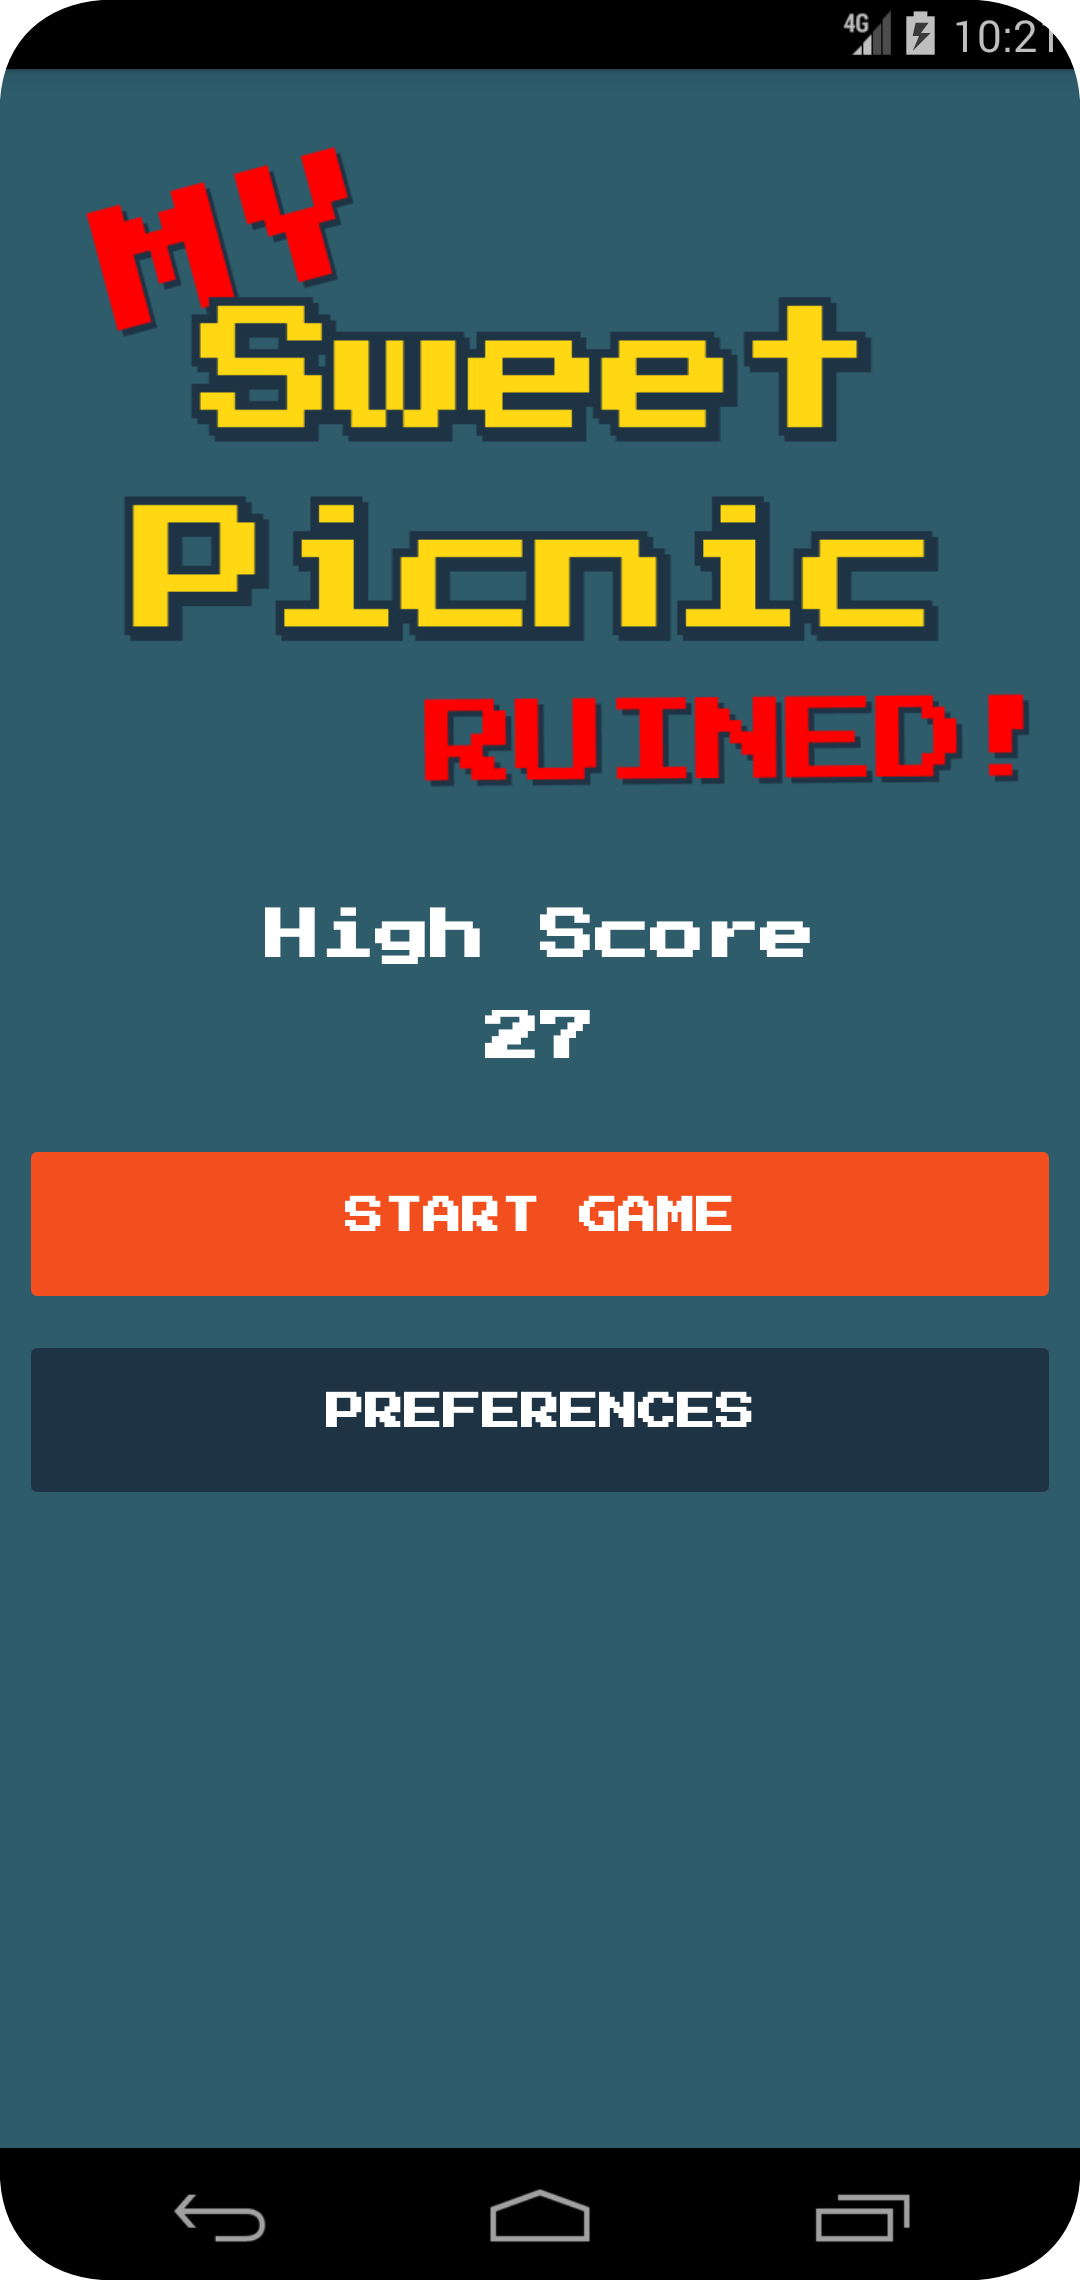 4G 10:21
MY
Sweet
Picnic
RUINED!
High Score
27
START GAME
PREFERENCES